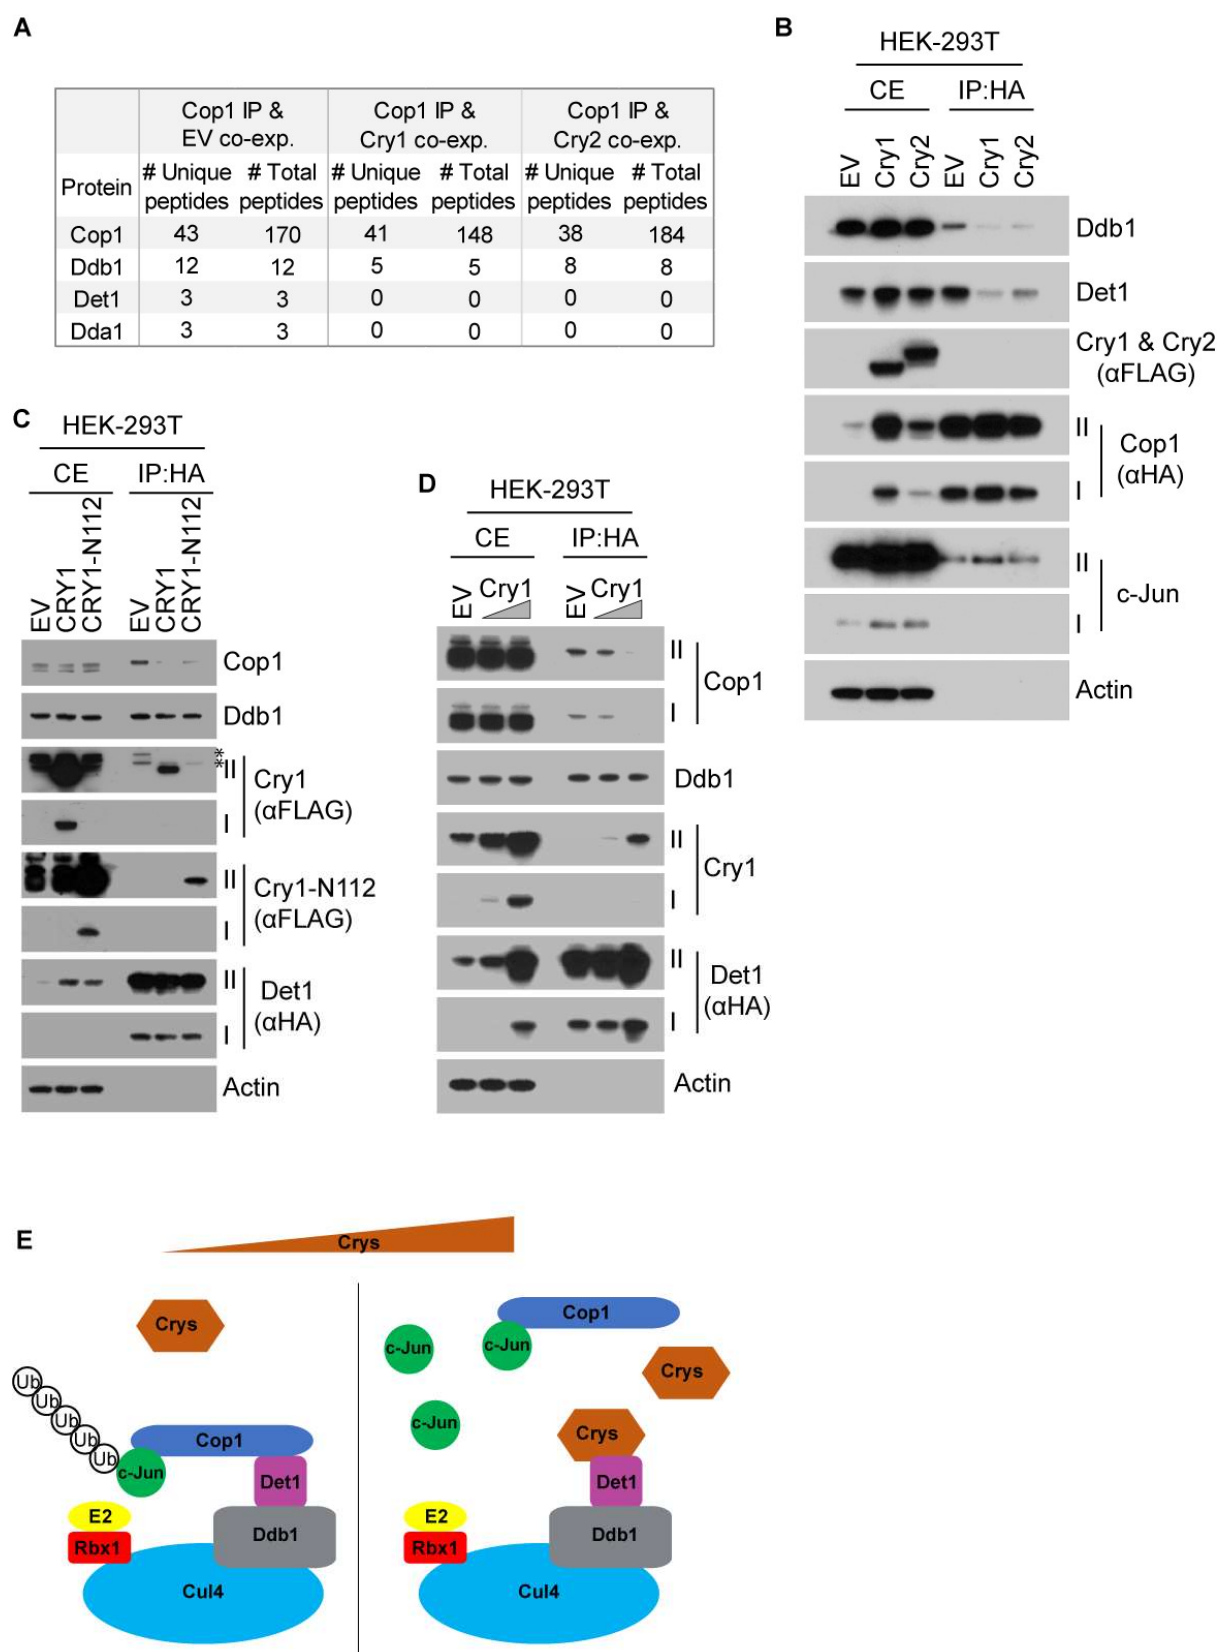 A
Cop1 IP & EV co-exp.
Cop1 IP & Cry1 co-exp.
Cop1 IP & Cry2 co-exp.
Protein # Unique peptides # Total peptides # Unique peptides # Total peptides # Unique peptides # Total peptides
Cop1 43 170 41 148 38 184
Ddb1 12 12 5 5 8 8
Det1 3 3 0 0 0 0
Dda1 3 3 0 0 0 0
B
HEK-293T
CE IP:HA
EV Cry1 Cry2 EV Cry1 Cry2
Ddb1
Det1
Cry1 & Cry2
(αFLAG)
II
Cop1
(αHA)
I
II
c-Jun
I
Actin
C
HEK-293T
CE IP:HA
EV CRY1 CRY1-N112 EV CRY1 CRY1-N112
Cop1
Ddb1
*
*
II
Cry1
(αFLAG)
I
II
Cry1-N112
(αFLAG)
I
II
Det1
(αHA)
I
Actin
D
HEK-293T
CE IP:HA
EV Cry1 EV Cry1
II
Cop1
I
Ddb1
II
Cry1
I
II
Det1
(αHA)
I
Actin
E
Crys
Crys
Ub
Ub
Ub
Ub
Ub
Cop1
c-Jun
Det1
E2
Ddb1
Rbx1
Cul4
Cop1
c-Jun
c-Jun
Crys
c-Jun
Crys
Det1
E2
Ddb1
Rbx1
Cul4